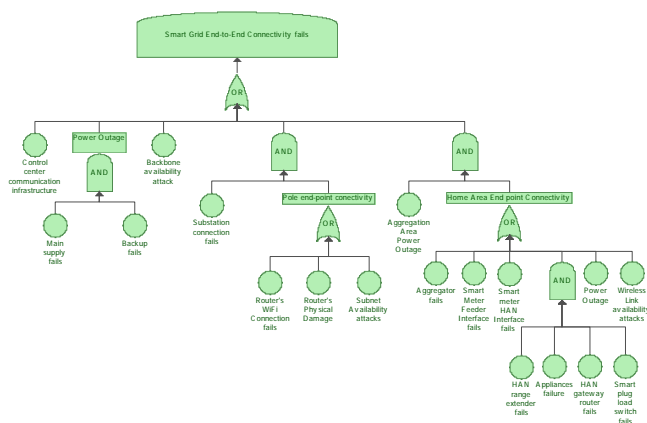 Smart Grid End-to-End Connectivity fails
OR
Control
center
communication
infrastructure
Power Outage
AND
Backbone
availability
attack
AND
AND
Main
supply
fails
Backup
fails
Substation
connection
fails
Pole end-point conectivity
OR
Aggregation
Area
Power
Outage
Home Area End point Connectivity
OR
Router's
WiFi
Connection
fails
Router's
Physical
Damage
Subnet
Availability
attacks
Aggregator
fails
Smart
Meter
Feeder
Interface
fails
Smart
meter
HAN
Interface
fails
AND
Power
Outage
Wireless
Link
availability
attacks
HAN
range
extender
fails
Appliances
failure
HAN
gateway
router
fails
Smart
plug
load
switch
fails